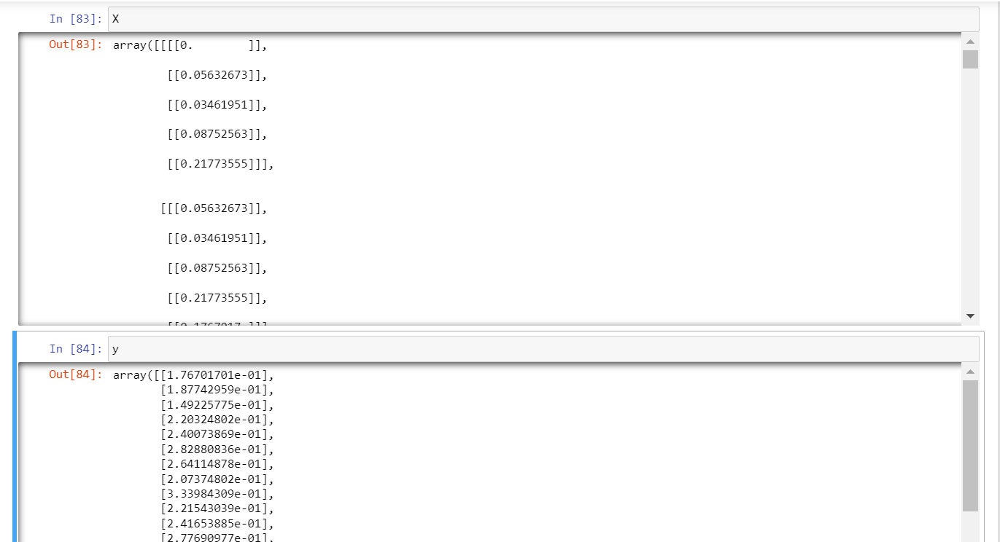 In [83]: X
Out[83]: array([[[[0.        ]],
[[0.05632673]],
[[0.03461951]],
[[0.08752563]],
[[0.21773555]]],
[[[0.05632673]],
[[0.03461951]],
[[0.08752563]],
[[0.21773555]],
In [84]: y
Out[84]: array([[1.76701701e-01],
[1.87742959e-01],
[1.49225775e-01],
[2.20324802e-01],
[2.40073869e-01],
[2.82880836e-01],
[2.64114878e-01],
[2.07374802e-01],
[3.33984309e-01],
[2.21543039e-01],
[2.41653885e-01],
[2.77690977e-01],